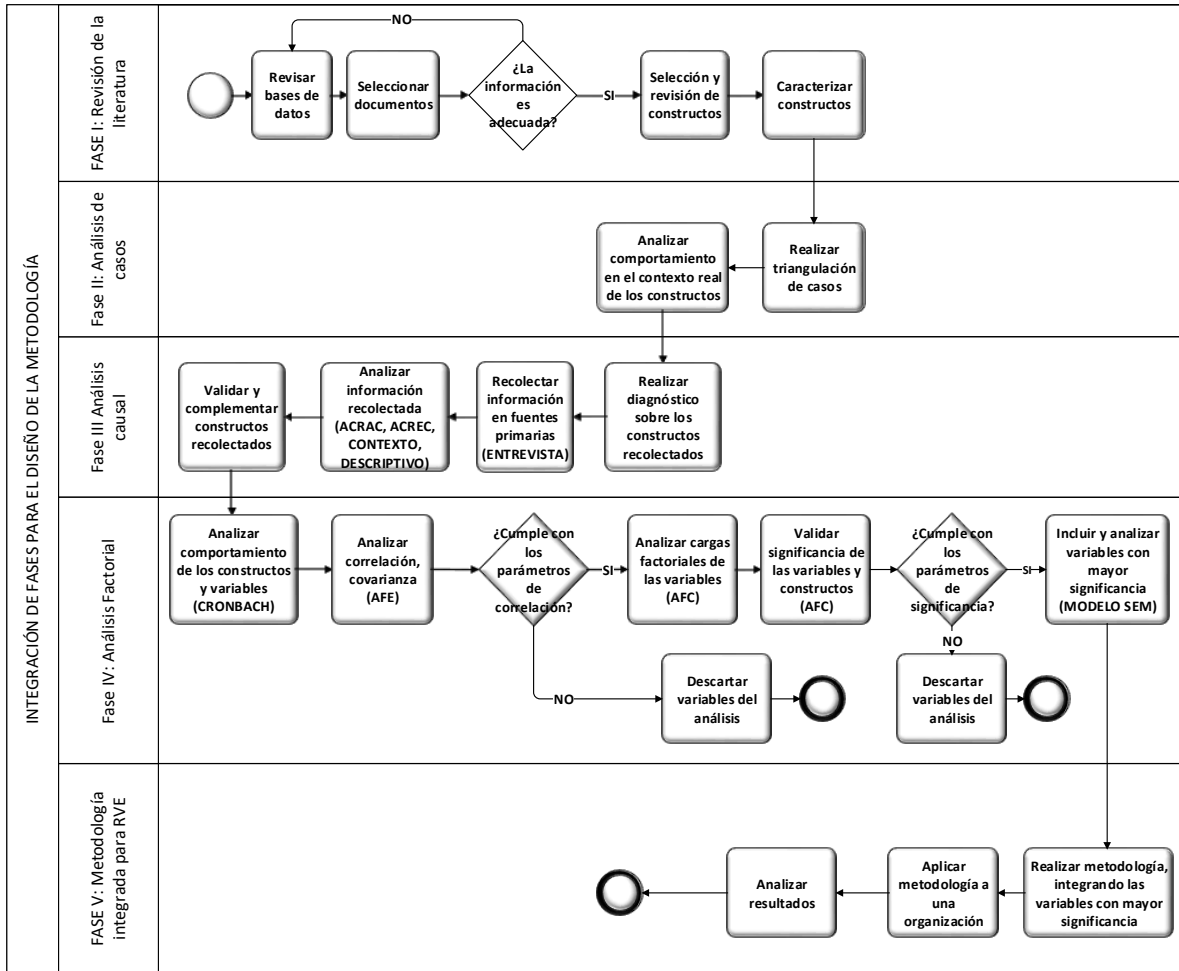 INTEGRACIÓN DE FASES PARA EL DISEÑO DE LA METODOLOGÍA
FASE I: Revisión de la
literatura
NO
Revisar
bases de
datos
Seleccionar
documentos
¿La
información
es
adecuada?
SI
Selección y
revisión de
constructos
Caracterizar
constructos
Fase II: Análisis de
casos
Analizar
comportamiento
en el contexto real
de los constructos
Realizar
triangulación
de casos
Fase III Análisis
causal
Validar y
complementar
constructos
recolectados
Analizar
información
recolectada
(ACRAC, ACREC,
CONTEXTO,
DESCRIPTIVO)
Recolectar
información
en fuentes
primarias
(ENTREVISTA)
Realizar
diagnóstico
sobre los
constructos
recolectados
Fase IV: Análisis Factorial
Analizar
comportamiento
de los constructos
y variables
(CRONBACH)
Analizar
correlación,
covarianza
(AFE)
¿Cumple con
los
parámetros
de
correlación?
SI
Analizar cargas
factoriales de
las variables
(AFC)
Validar
significancia de
las variables y
constructos
(AFC)
¿Cumple con
los
parámetros
de
significancia?
SI
Incluir y analizar
variables con
mayor
significancia
(MODELO SEM)
NO
Descartar
variables del
análisis
NO
Descartar
variables del
análisis
FASE V: Metodología
integrada para RVE
Analizar
resultados
Aplicar
metodología a
una
organización
Realizar metodología,
integrando las
variables con mayor
significancia